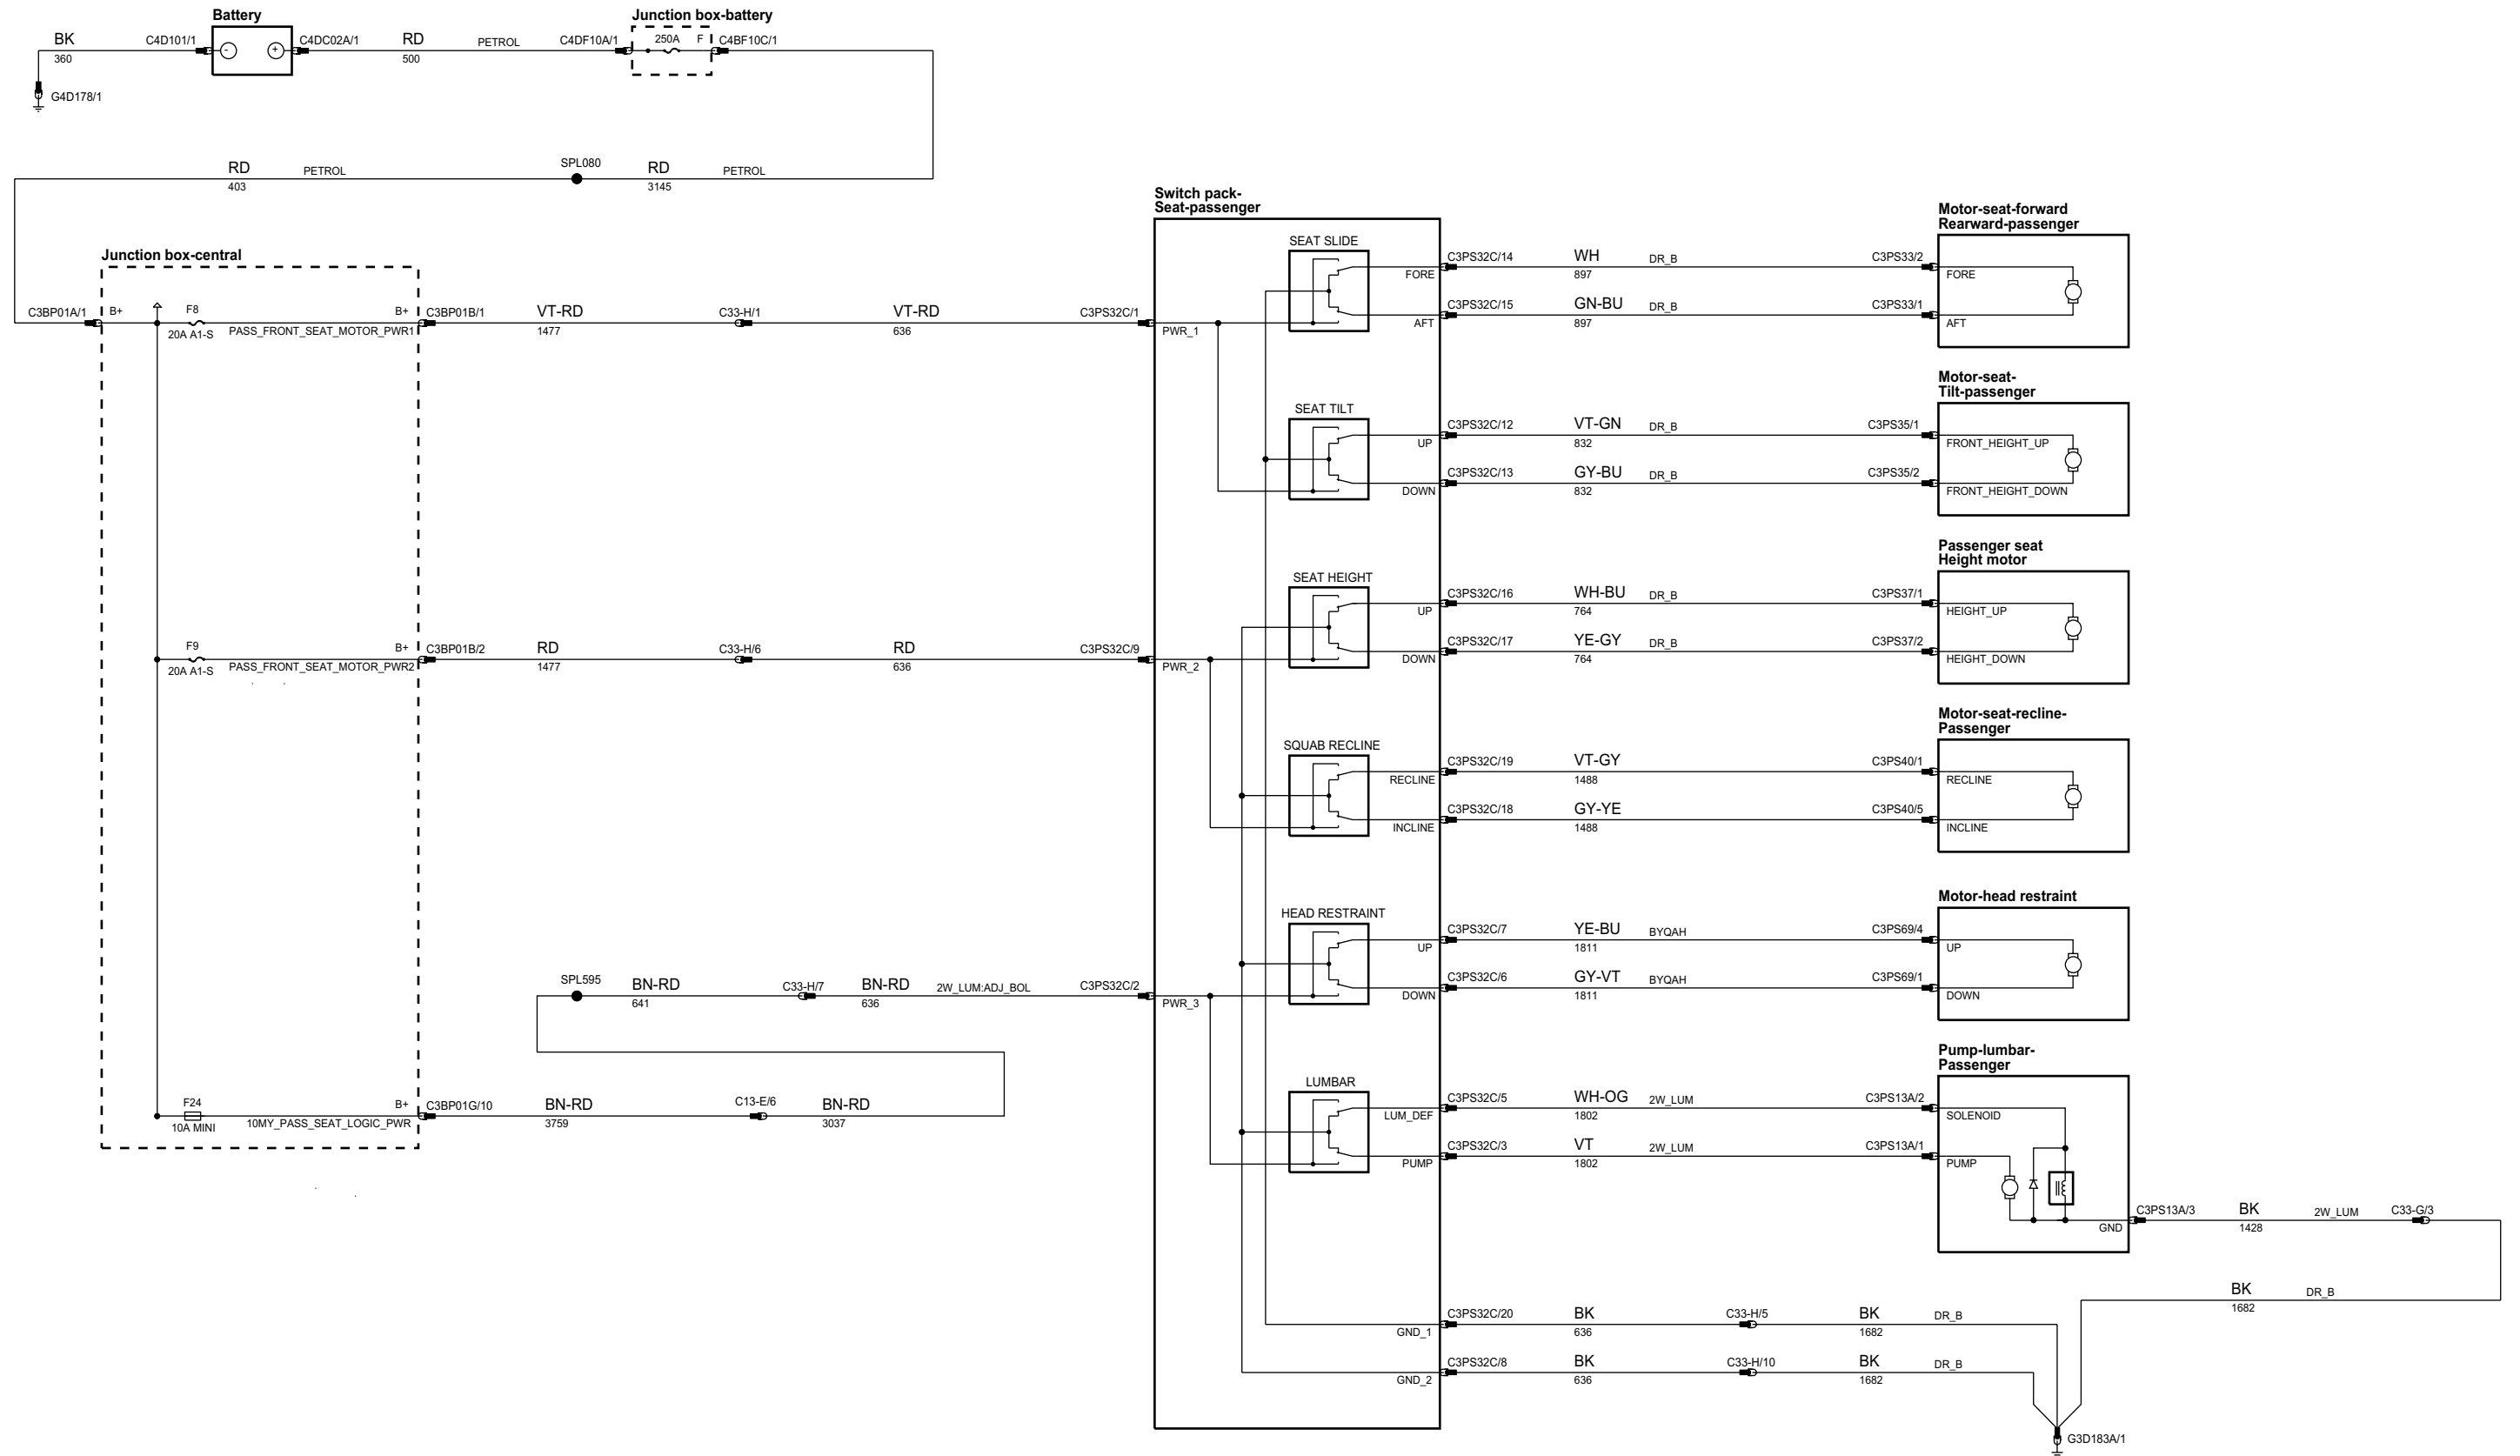 Battery
Junction box-battery
BK
360
C4D101/1
-
+
C4DC02A/1
RD
500
PETROL
C4DF10A/1
250A
F
C4BF10C/1
G4D178/1
RD
403
PETROL
SPL080
RD
3145
PETROL
Junction box-central
C3BP01A/1
B+
F8
20A A1-S
B+
PASS_FRONT_SEAT_MOTOR_PWR1
C3BP01B/1
VT-RD
1477
C33-H/1
VT-RD
636
C3PS32C/1
F9
20A A1-S
B+
PASS_FRONT_SEAT_MOTOR_PWR2
C3BP01B/2
RD
1477
C33-H/6
RD
636
C3PS32C/9
SPL595
BN-RD
641
C33-H/7
BN-RD
636
2W_LUM:ADJ_BOL
C3PS32C/2
F24
10A MINI
B+
10MY_PASS_SEAT_LOGIC_PWR
C3BP01G/10
BN-RD
3759
C13-E/6
BN-RD
3037
Switch pack-
Seat-passenger
PWR_1
PWR_2
PWR_3
SEAT SLIDE
FORE
AFT
C3PS32C/14
WH
897
DR_B
C3PS33/2
C3PS32C/15
GN-BU
897
DR_B
C3PS33/1
Motor-seat-forward
Rearward-passenger
FORE
AFT
SEAT TILT
UP
DOWN
C3PS32C/12
VT-GN
832
DR_B
C3PS35/1
C3PS32C/13
GY-BU
832
DR_B
C3PS35/2
Motor-seat-
Tilt-passenger
FRONT_HEIGHT_UP
FRONT_HEIGHT_DOWN
SEAT HEIGHT
UP
DOWN
C3PS32C/16
WH-BU
764
DR_B
C3PS37/1
C3PS32C/17
YE-GY
764
DR_B
C3PS37/2
Passenger seat
Height motor
HEIGHT_UP
HEIGHT_DOWN
SQUAB RECLINE
RECLINE
INCLINE
C3PS32C/19
VT-GY
1488
C3PS40/1
C3PS32C/18
GY-YE
1488
C3PS40/5
Motor-seat-recline-
Passenger
RECLINE
INCLINE
HEAD RESTRAINT
UP
DOWN
C3PS32C/7
YE-BU
1811
BYQAH
C3PS69/4
C3PS32C/6
GY-VT
1811
BYQAH
C3PS69/1
Motor-head restraint
UP
DOWN
LUMBAR
LUM_DEF
PUMP
C3PS32C/5
WH-OG
1802
2W_LUM
C3PS13A/2
C3PS32C/3
VT
1802
2W_LUM
C3PS13A/1
Pump-lumbar-
Passenger
SOLENOID
PUMP
GND
C3PS13A/3
BK
1428
2W_LUM
C33-G/3
BK
1682
DR_B
GND_1
C3PS32C/20
BK
636
C33-H/5
BK
1682
DR_B
GND_2
C3PS32C/8
BK
636
C33-H/10
BK
1682
DR_B
G3D183A/1